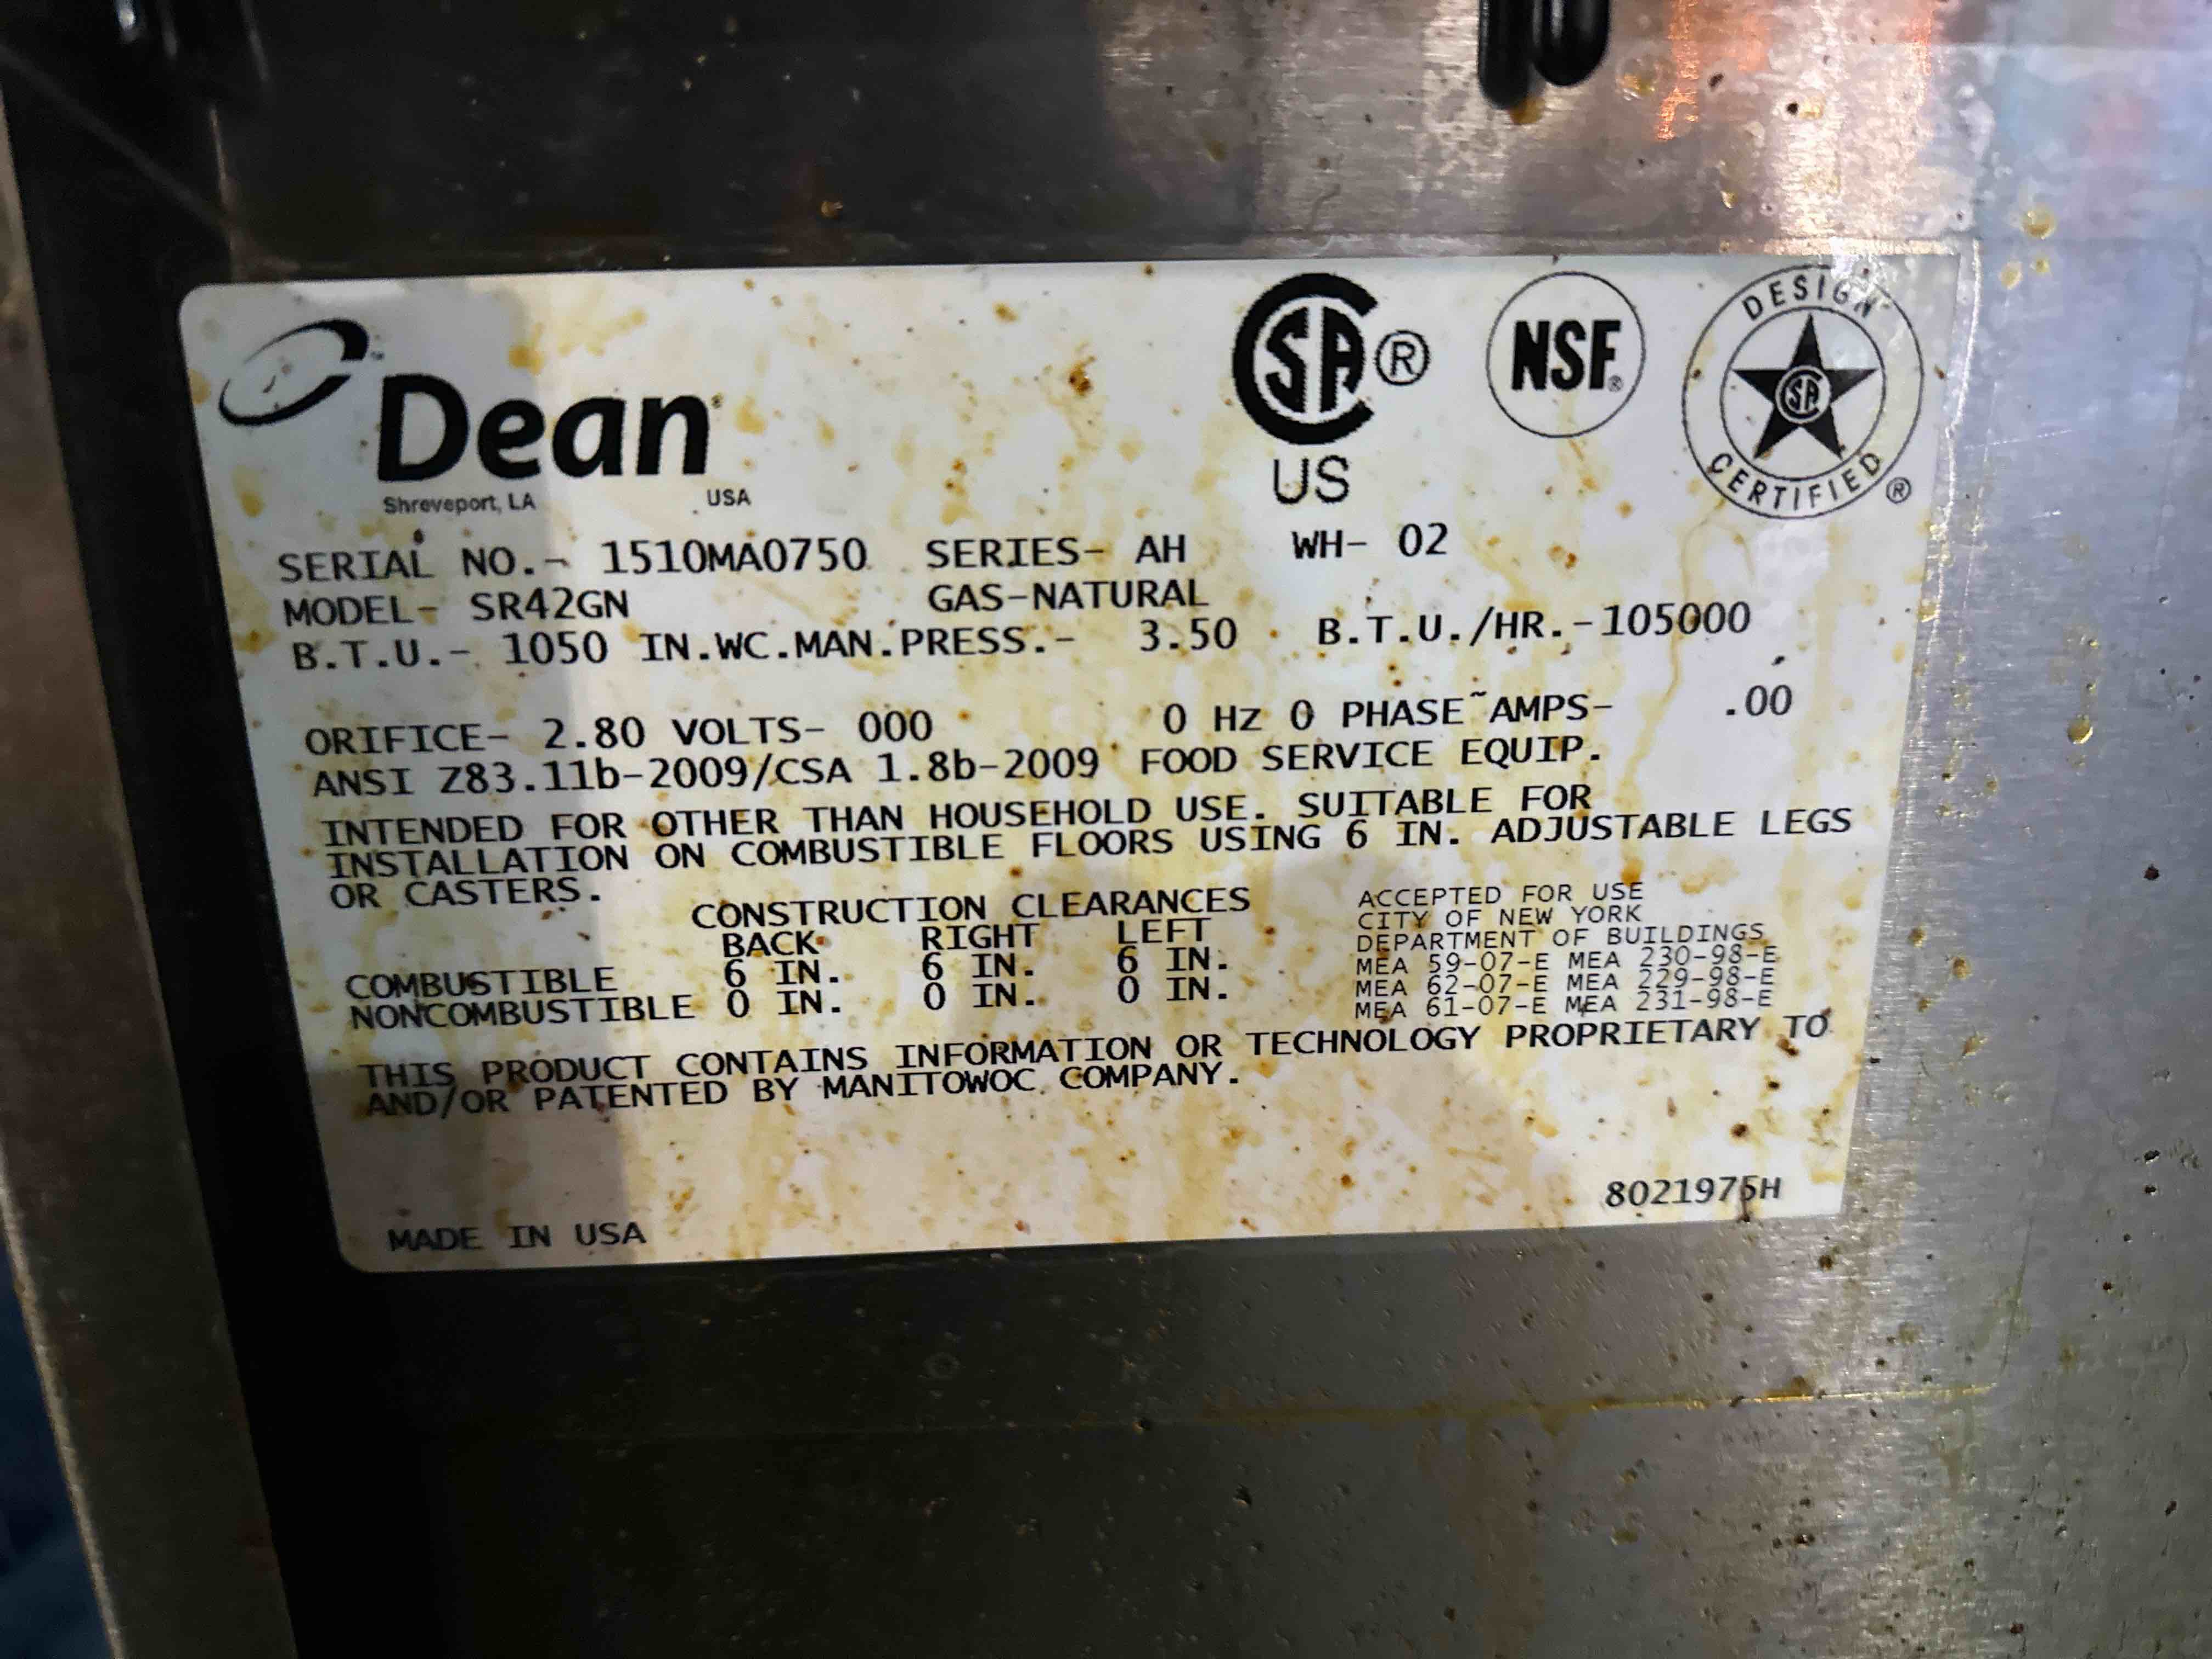 Dean
Shreveport, LA USA
SA ® US
NSF®
DESIGN CERTIFIED ®
SA
SERIAL NO.- 1510MA0750 SERIES- AH WH- 02
MODEL- SR42GN GAS-NATURAL
B.T.U.- 1050 IN.WC.MAN.PRESS.- 3.50 B.T.U./HR.-105000
ORIFICE- 2.80 VOLTS- 000 0 Hz 0 PHASE~AMPS- .00
ANSI Z83.11b-2009/CSA 1.8b-2009 FOOD SERVICE EQUIP.
INTENDED FOR OTHER THAN HOUSEHOLD USE. SUITABLE FOR
INSTALLATION ON COMBUSTIBLE FLOORS USING 6 IN. ADJUSTABLE LEGS
OR CASTERS.
CONSTRUCTION CLEARANCES
BACK RIGHT LEFT
COMBUSTIBLE 6 IN. 6 IN. 6 IN.
NONCOMBUSTIBLE 0 IN. 0 IN. 0 IN.
ACCEPTED FOR USE
CITY OF NEW YORK
DEPARTMENT OF BUILDINGS
MEA 59-07-E MEA 230-98-E
MEA 62-07-E MEA 229-98-E
MEA 61-07-E MEA 231-98-E
THIS PRODUCT CONTAINS INFORMATION OR TECHNOLOGY PROPRIETARY TO
AND/OR PATENTED BY MANITOWOC COMPANY.
8021975H
MADE IN USA